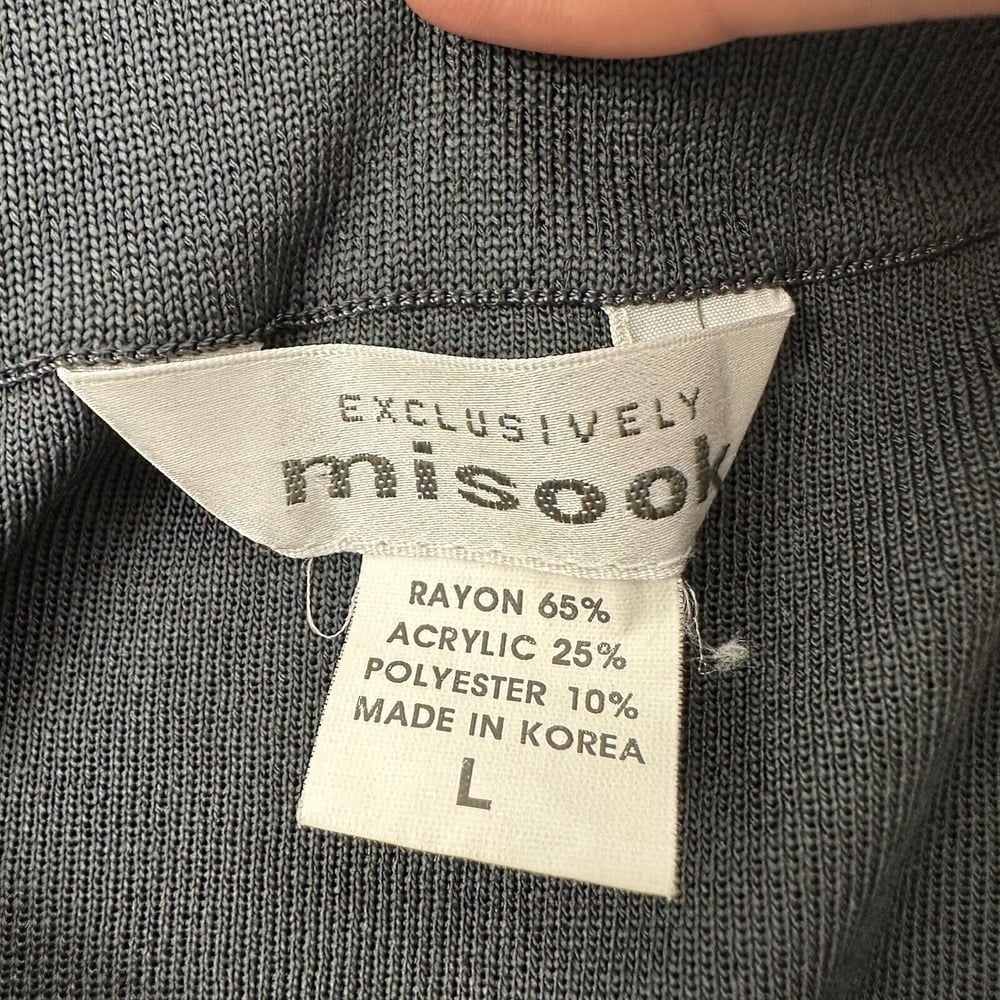 EXCLUSIVELY
misook
RAYON 65%
ACRYLIC 25%
POLYESTER 10%
MADE IN KOREA
L